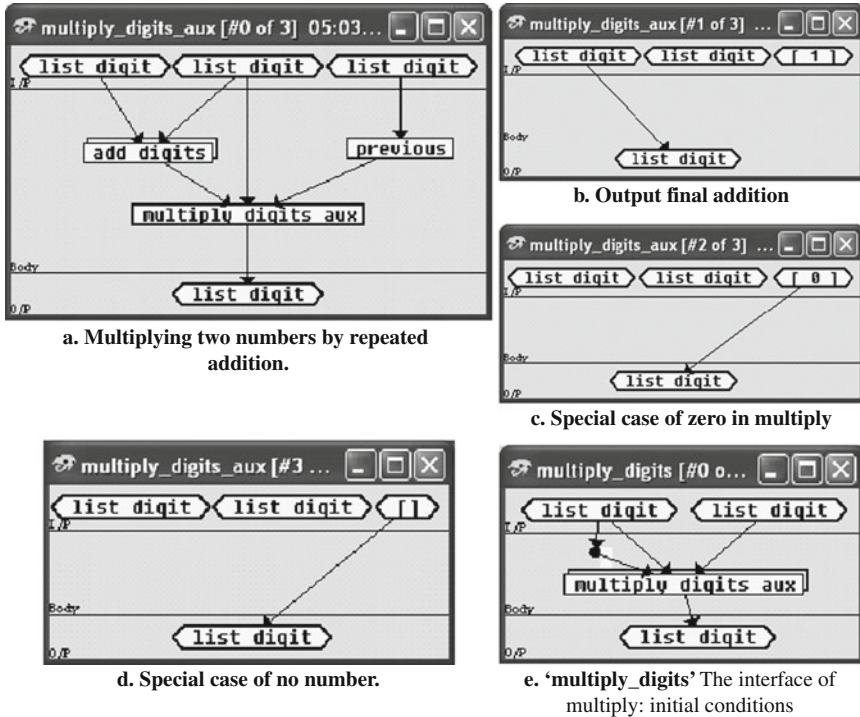 multiply_digits_aux [#0 of 3] 05:03...
list digit list digit list digit
I/P
add digits previous
multiply digits aux
Body
list digit
O/P
a. Multiplying two numbers by repeated
addition.
multiply_digits_aux [#1 of 3] ...
list digit list digit [ 1 ]
I/P
Body
list digit
O/P
b. Output final addition
multiply_digits_aux [#2 of 3] ...
list digit list digit [ 0 ]
I/P
Body
list digit
O/P
c. Special case of zero in multiply
multiply_digits_aux [#3 ...
list digit list digit []
I/P
Body
list digit
O/P
d. Special case of no number.
multiply_digits [#0 o...
list digit list digit
I/P
multiply digits aux
Body
list digit
O/P
e. ‘multiply_digits’ The interface of
multiply: initial conditions